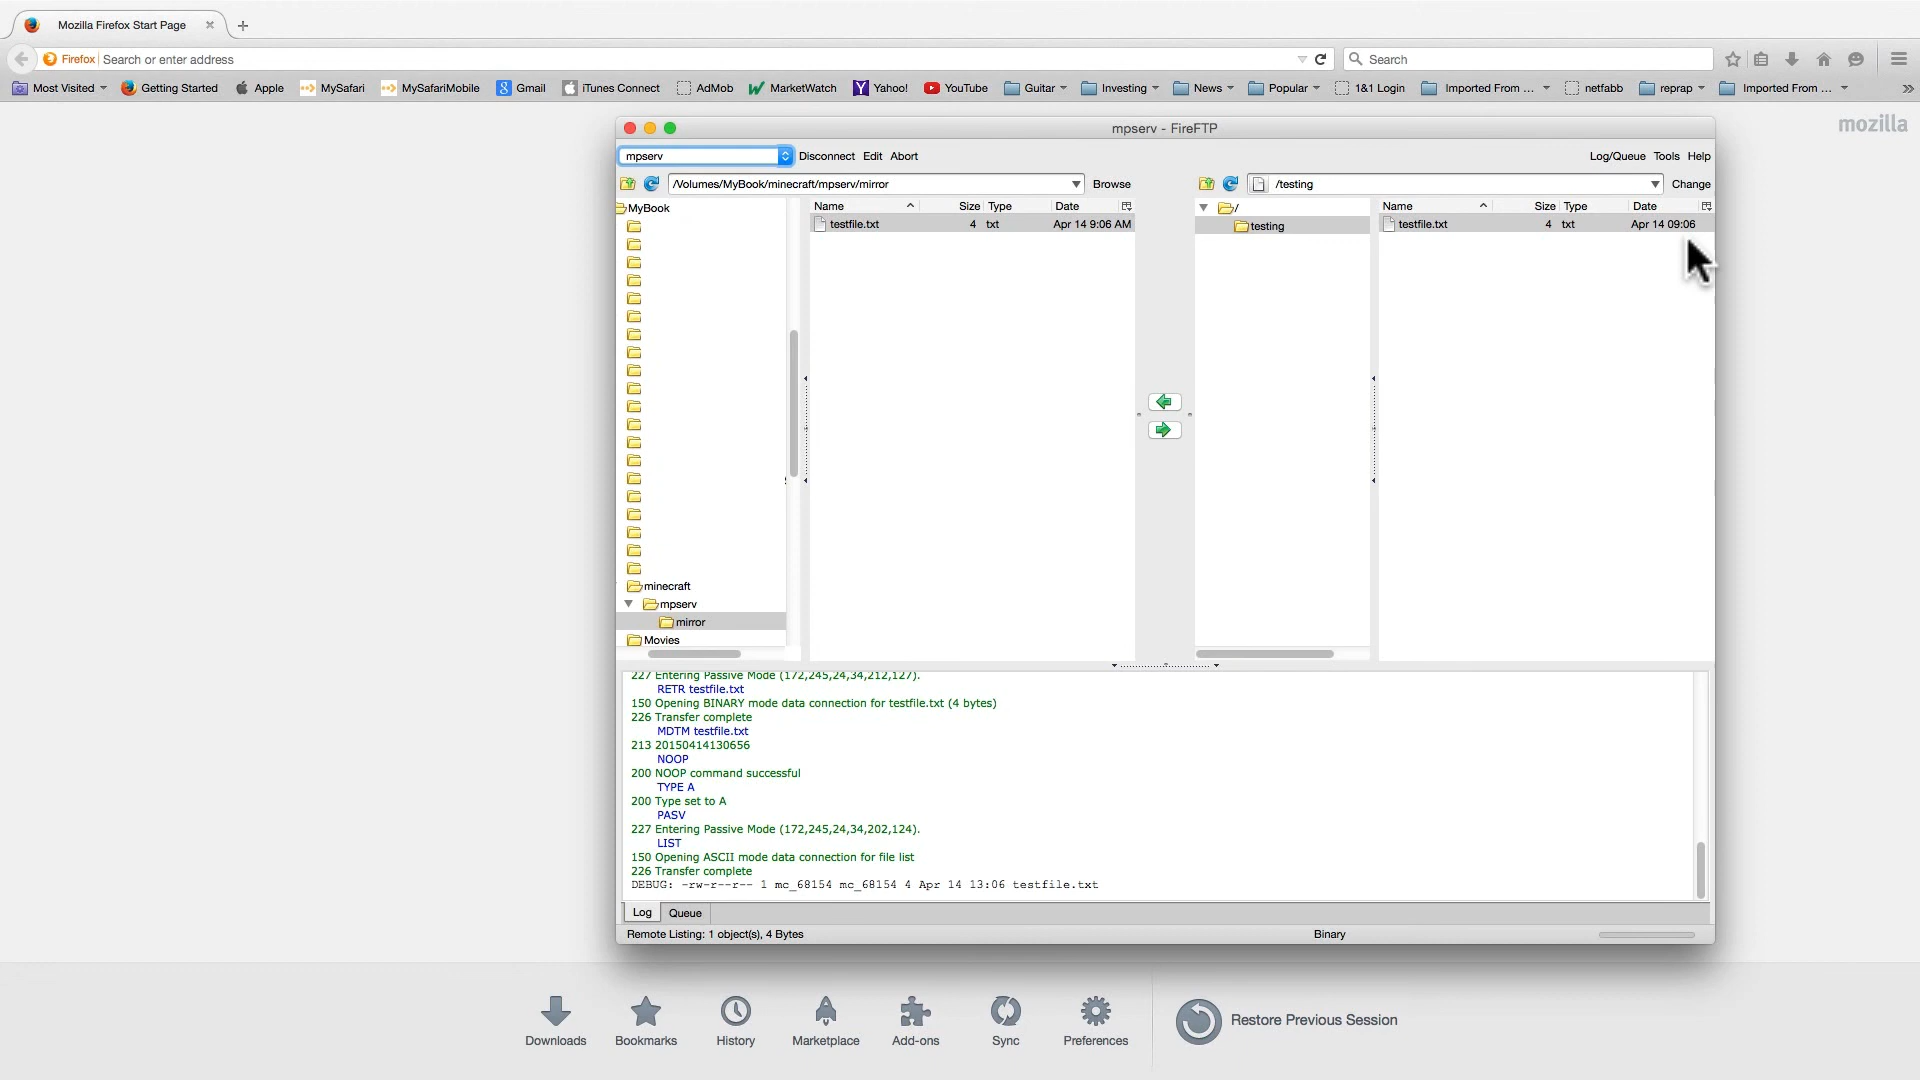 Mozilla Firefox Start Page
Firefox Search or enter address
Search
Most Visited Getting Started Apple MySafari MySafariMobile Gmail iTunes Connect AdMob MarketWatch Yahoo! YouTube Guitar Investing News Popular 1&1 Login Imported From ... netfabb reprap Imported From ...
mozilla
mpserv - FireFTP
mpserv Disconnect Edit Abort Log/Queue Tools Help
/Volumes/MyBook/minecraft/mpserv/mirror Browse /testing Change
MyBook
minecraft
mpserv
mirror
Movies
Name Size Type Date
testfile.txt 4 txt Apr 14 9:06 AM
/
testing
Name Size Type Date
testfile.txt 4 txt Apr 14 09:06
227 Entering Passive Mode (172,245,24,34,212,127).
RETR testfile.txt
150 Opening BINARY mode data connection for testfile.txt (4 bytes)
226 Transfer complete
MDTM testfile.txt
213 20150414130656
NOOP
200 NOOP command successful
TYPE A
200 Type set to A
PASV
227 Entering Passive Mode (172,245,24,34,202,124).
LIST
150 Opening ASCII mode data connection for file list
226 Transfer complete
DEBUG: -rw-r--r-- 1 mc_68154 mc_68154 4 Apr 14 13:06 testfile.txt
Log Queue
Remote Listing: 1 object(s), 4 Bytes Binary
Downloads Bookmarks History Marketplace Add-ons Sync Preferences Restore Previous Session